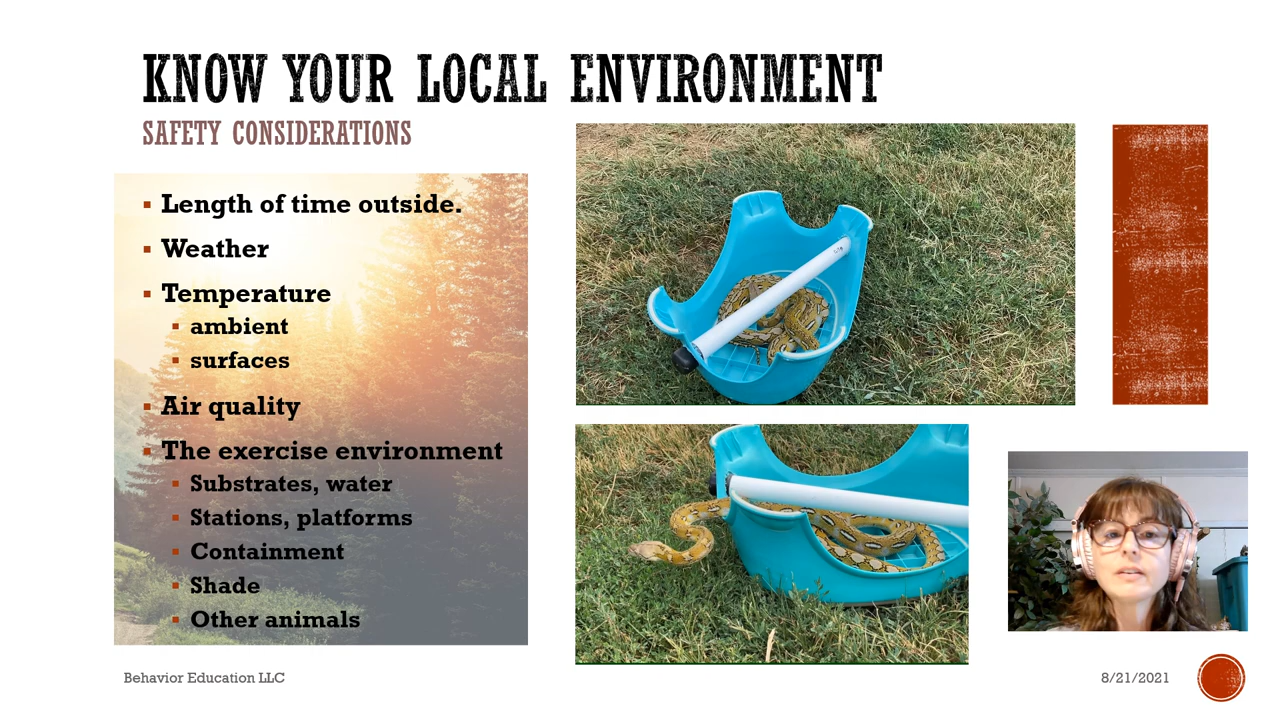 KNOW YOUR LOCAL ENVIRONMENT
SAFETY CONSIDERATIONS
Length of time outside.
Weather
Temperature
ambient
surfaces
Air quality
The exercise environment
Substrates, water
Stations, platforms
Containment
Shade
Other animals
Behavior Education LLC
8/21/2021